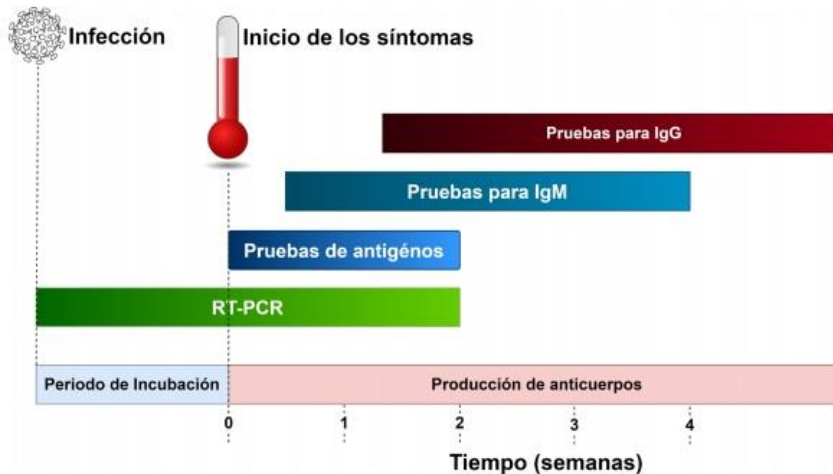 Infección
Inicio de los síntomas
Pruebas para IgG
Pruebas para IgM
Pruebas de antigénos
RT-PCR
Periodo de Incubación
Producción de anticuerpos
0 1 2 3 4
Tiempo (semanas)